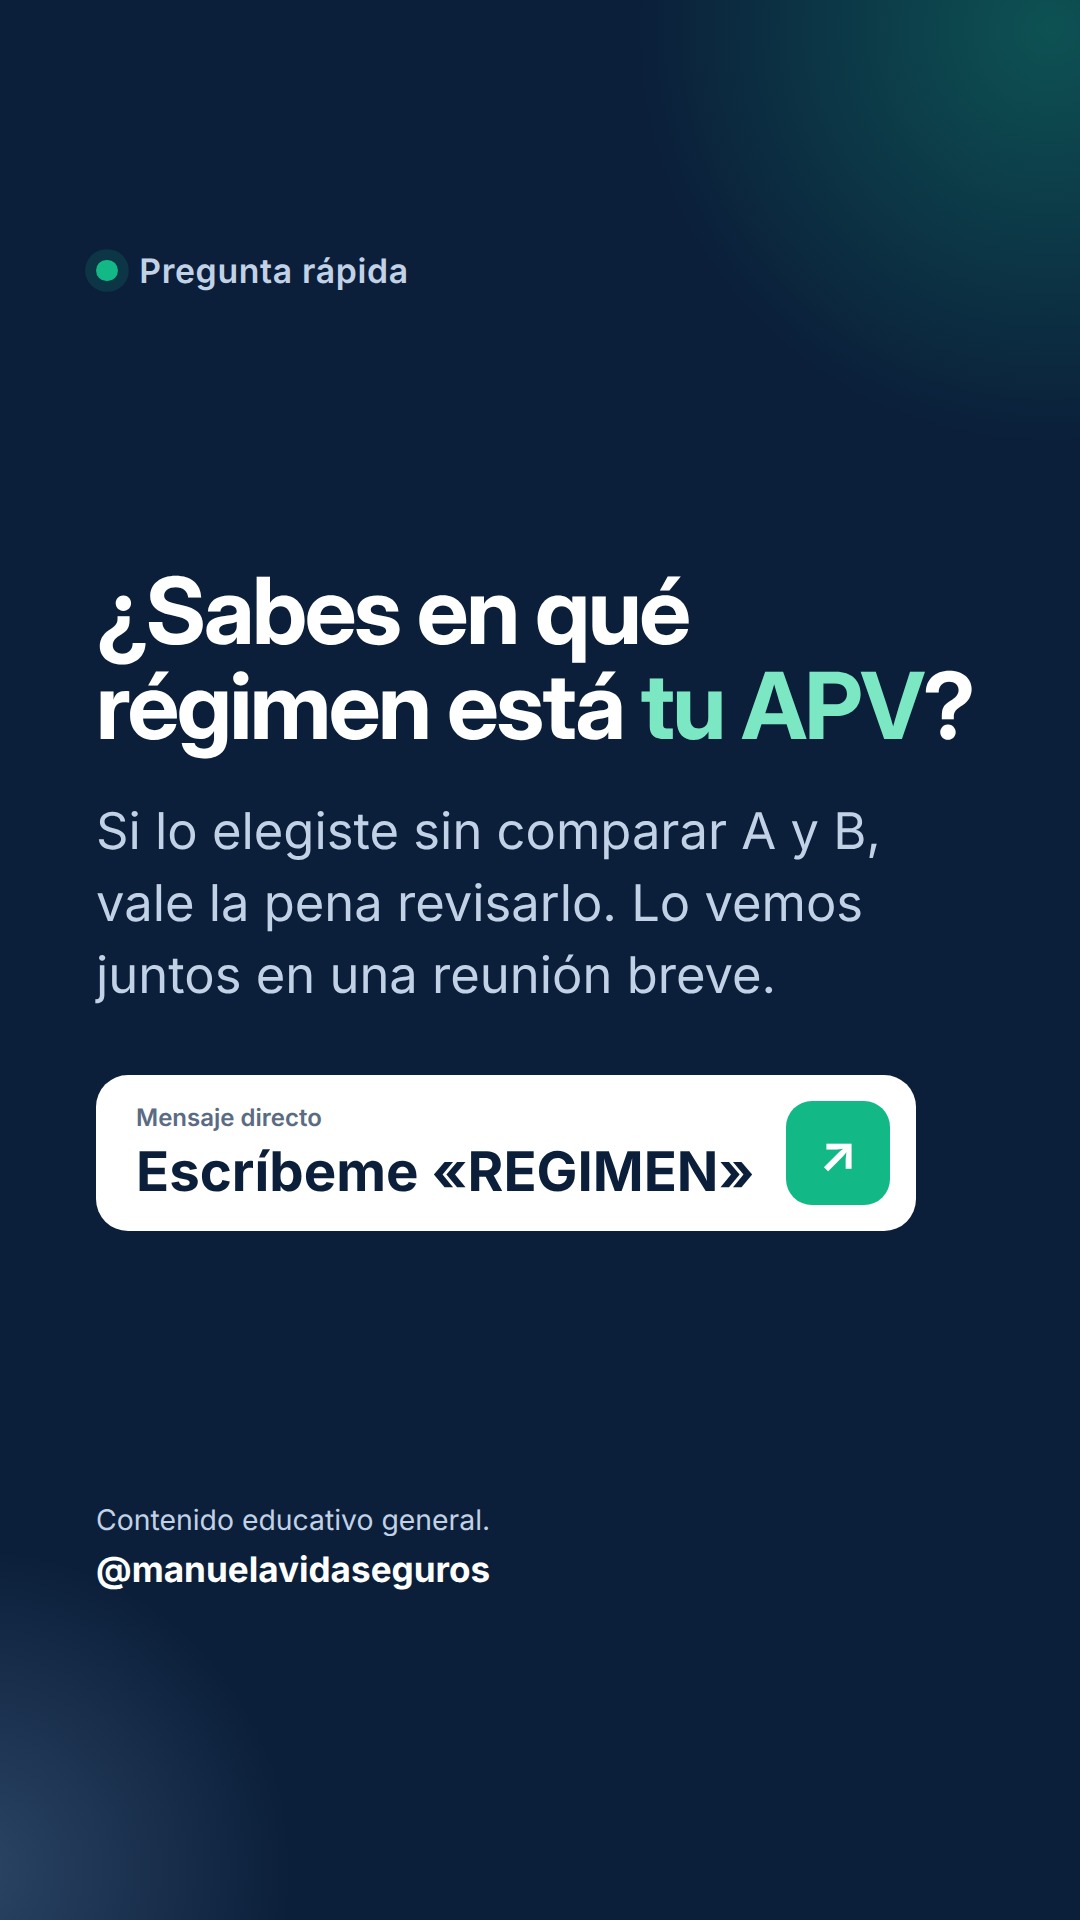 Pregunta rápida
¿Sabes en qué
régimen está tu APV?
Si lo elegiste sin comparar A y B,
vale la pena revisarlo. Lo vemos
juntos en una reunión breve.
Mensaje directo
Escríbeme «REGIMEN»
Contenido educativo general.
@manuelavidaseguros